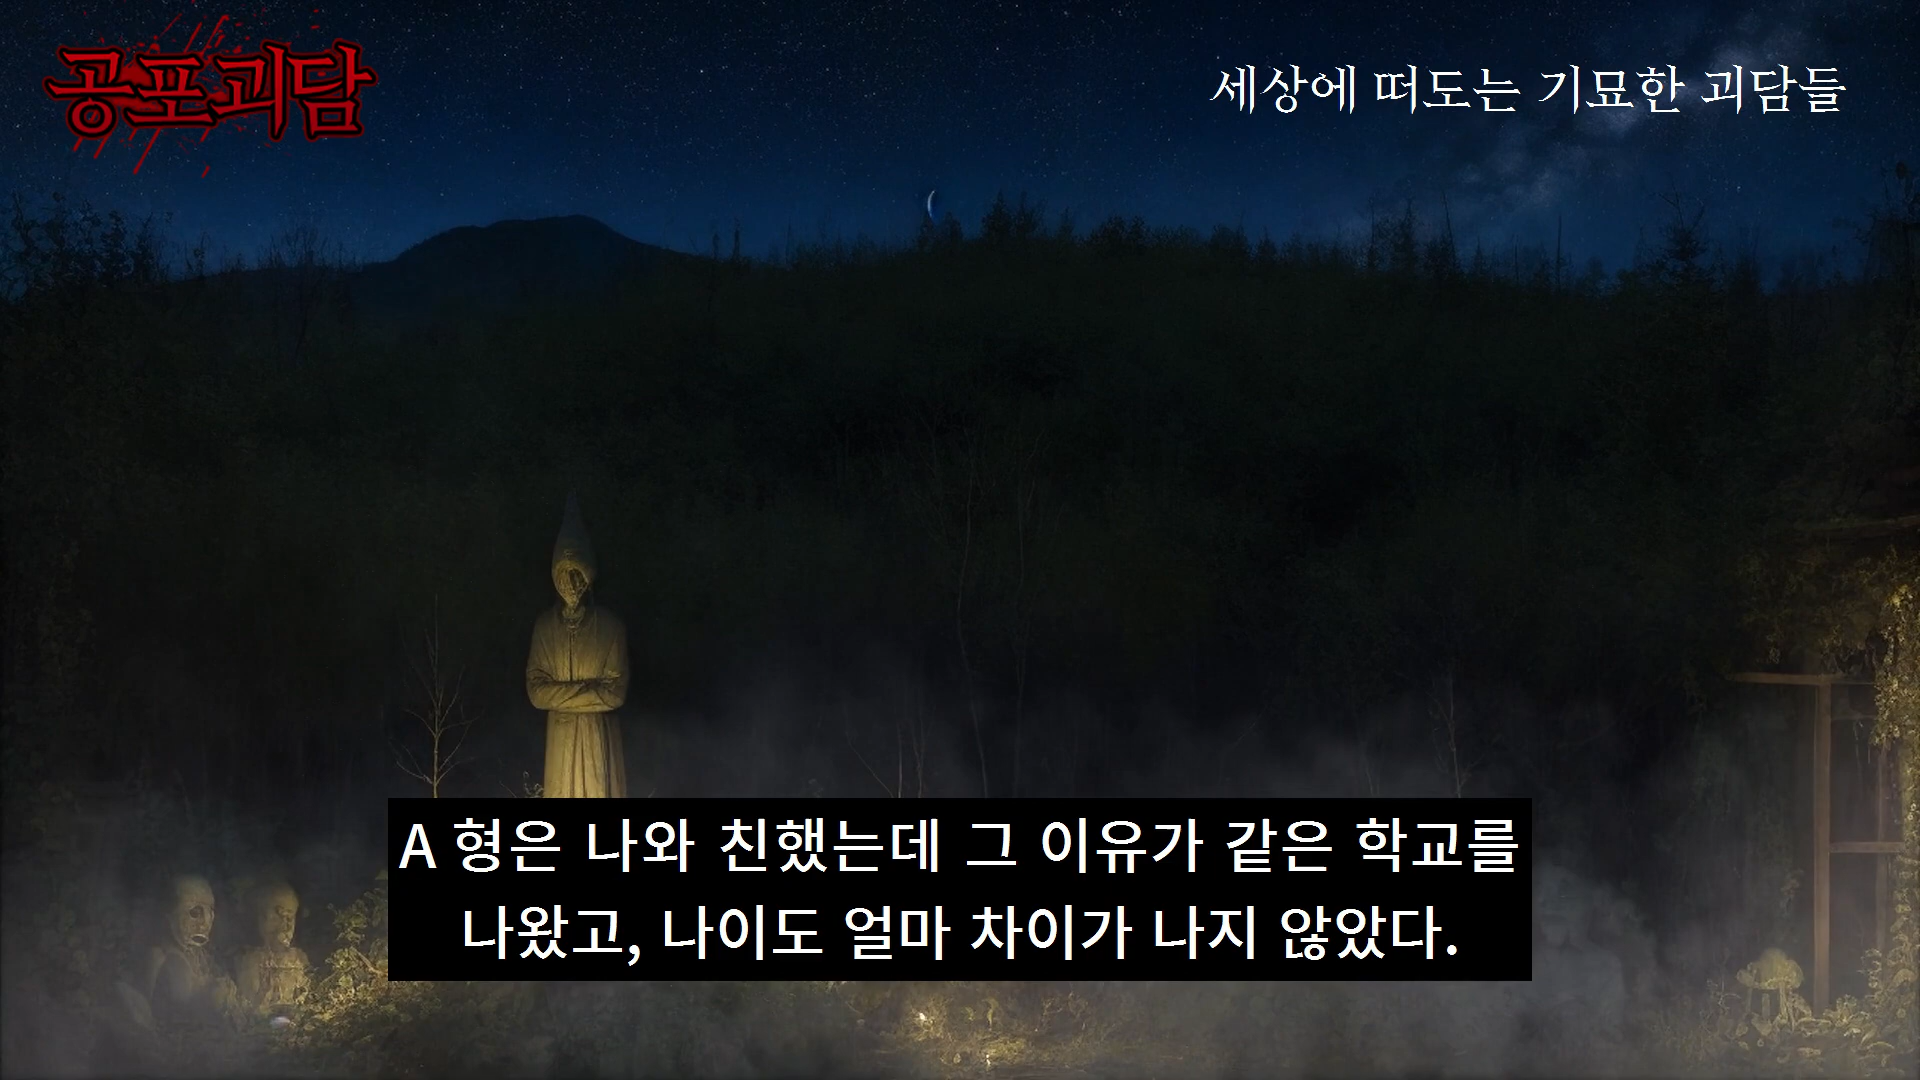 공포괴담
세상에 떠도는 기묘한 괴담들
A 형은 나와 친했는데 그 이유가 같은 학교를
나왔고, 나이도 얼마 차이가 나지 않았다.